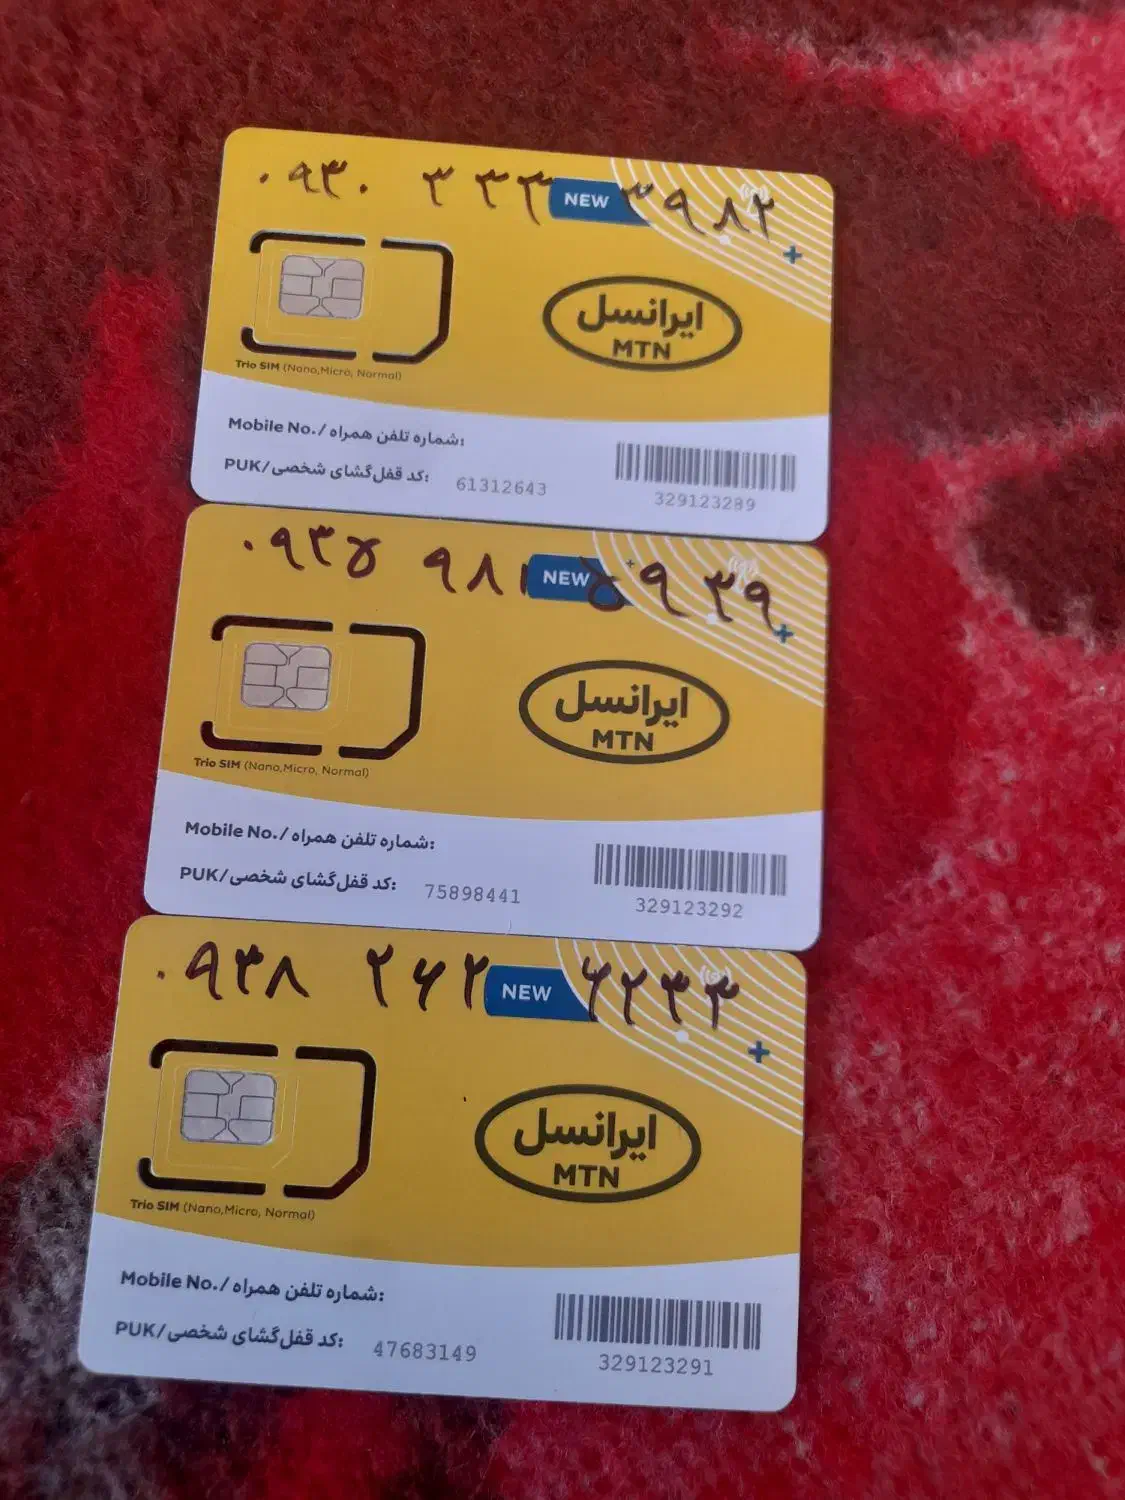 ۰۹۳۰ ۳۳۳ ۳۹۸۲
NEW
ایرانسل
MTN
Trio SIM (Nano,Micro, Normal)
Mobile No./ شماره تلفن همراه:
PUK/کد قفل‌گشای شخصی: 61312643
329123289
۰۹۳۵ ۹۸۱ ۵۹۳۹
NEW
ایرانسل
MTN
Trio SIM (Nano,Micro, Normal)
Mobile No./ شماره تلفن همراه:
PUK/کد قفل‌گشای شخصی: 75898441
329123292
۰۹۳۸ ۲۶۲ ۶۲۳۳
NEW
ایرانسل
MTN
Trio SIM (Nano,Micro, Normal)
Mobile No./ شماره تلفن همراه:
PUK/کد قفل‌گشای شخصی: 47683149
329123291